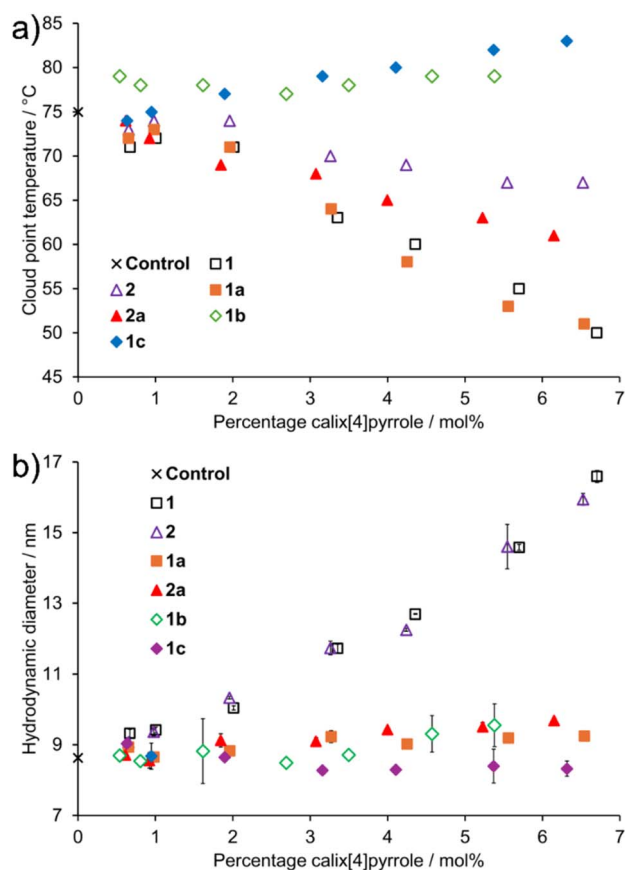 a)
Cloud point temperature / °C
85
80
75
70
65
60
55
50
45
× Control
1
2
1a
2a
1b
1c
0 1 2 3 4 5 6 7
Percentage calix[4]pyrrole / mol%
b)
Hydrodynamic diameter / nm
17
15
13
11
9
7
× Control
1
2
1a
2a
1b
1c
0 1 2 3 4 5 6 7
Percentage calix[4]pyrrole / mol%